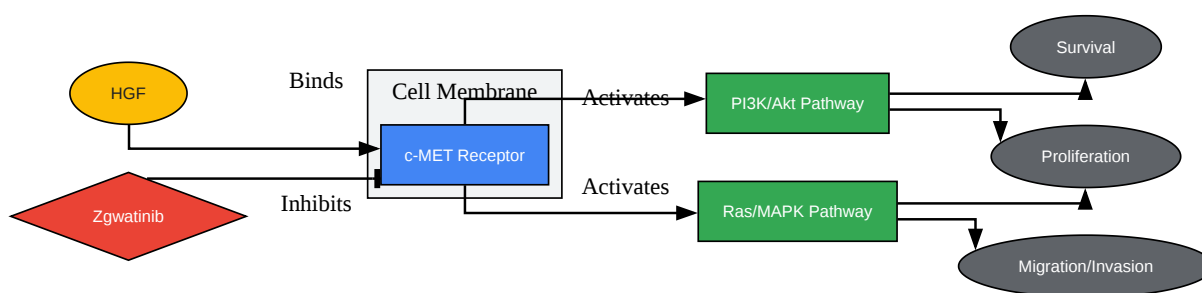 Survival
Binds
Cell Membrane
HGF
Activates
PI3K/Akt Pathway
c-MET Receptor
Proliferation
Activates
Inhibits
Zgwatinib
Ras/MAPK Pathway
Migration/Invasion